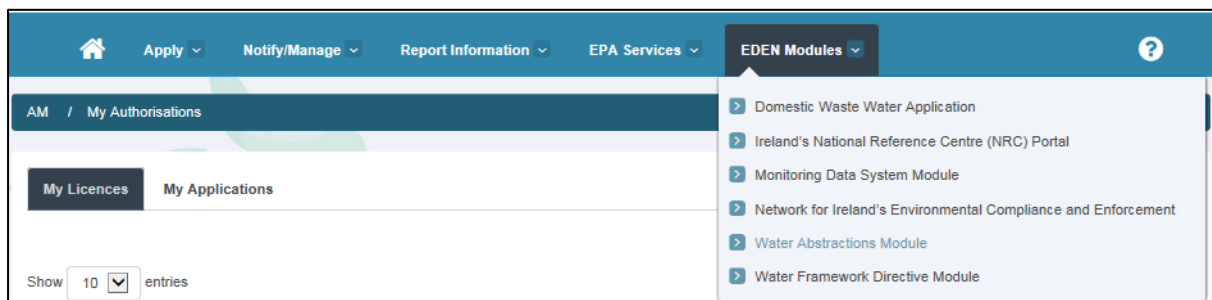 Apply Notify/Manage Report Information EPA Services EDEN Modules ?
AM / My Authorisations
Domestic Waste Water Application
Ireland's National Reference Centre (NRC) Portal
My Licences My Applications
Monitoring Data System Module
Network for Ireland's Environmental Compliance and Enforcement
Water Abstractions Module
Show 10 entries
Water Framework Directive Module